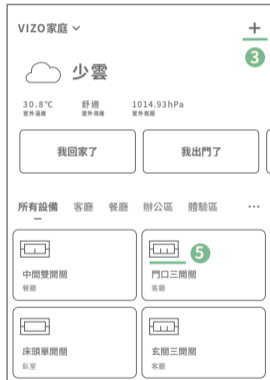 VIZO家庭
+
3
少雲
30.8℃ 舒適 1014.93hPa
室外溫度 室外濕度 室外氣壓
我回家了 我出門了
所有設備 客廳 餐廳 辦公區 體驗區 ...
5
中間雙開關 門口三開關
餐廳 客廳
床頭單開關 玄關三開關
臥室 客廳